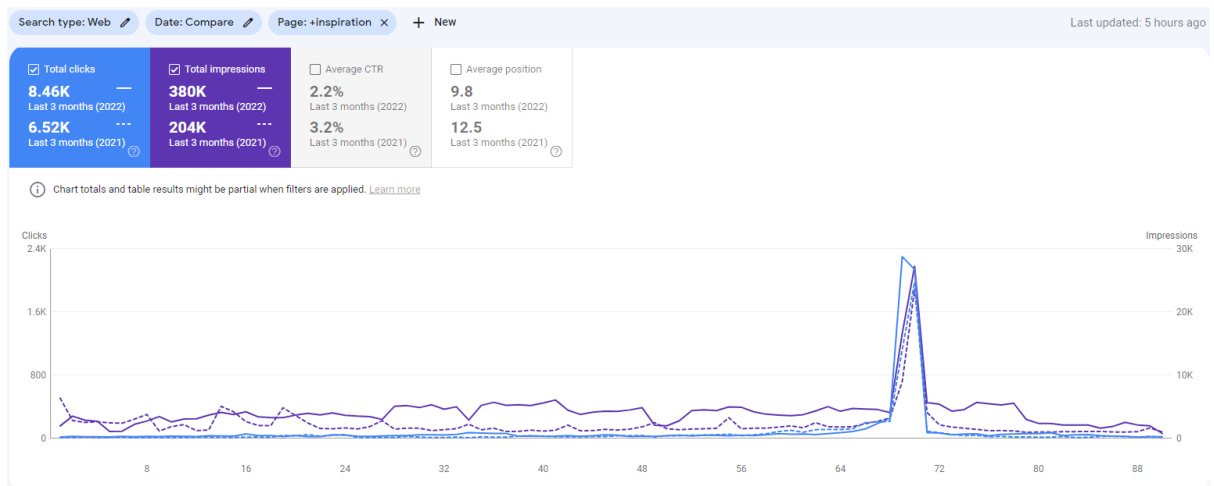 Search type: Web Date: Compare Page: +inspiration × + New Last updated: 5 hours ago
Total clicks Total impressions Average CTR Average position
8.46K 380K 2.2% 9.8
Last 3 months (2022) Last 3 months (2022) Last 3 months (2022) Last 3 months (2022)
6.52K 204K 3.2% 12.5
Last 3 months (2021) Last 3 months (2021) Last 3 months (2021) Last 3 months (2021)
Chart totals and table results might be partial when filters are applied. Learn more
Clicks Impressions
2.4K 30K
1.6K 20K
800 10K
0 0
8 16 24 32 40 48 56 64 72 80 88